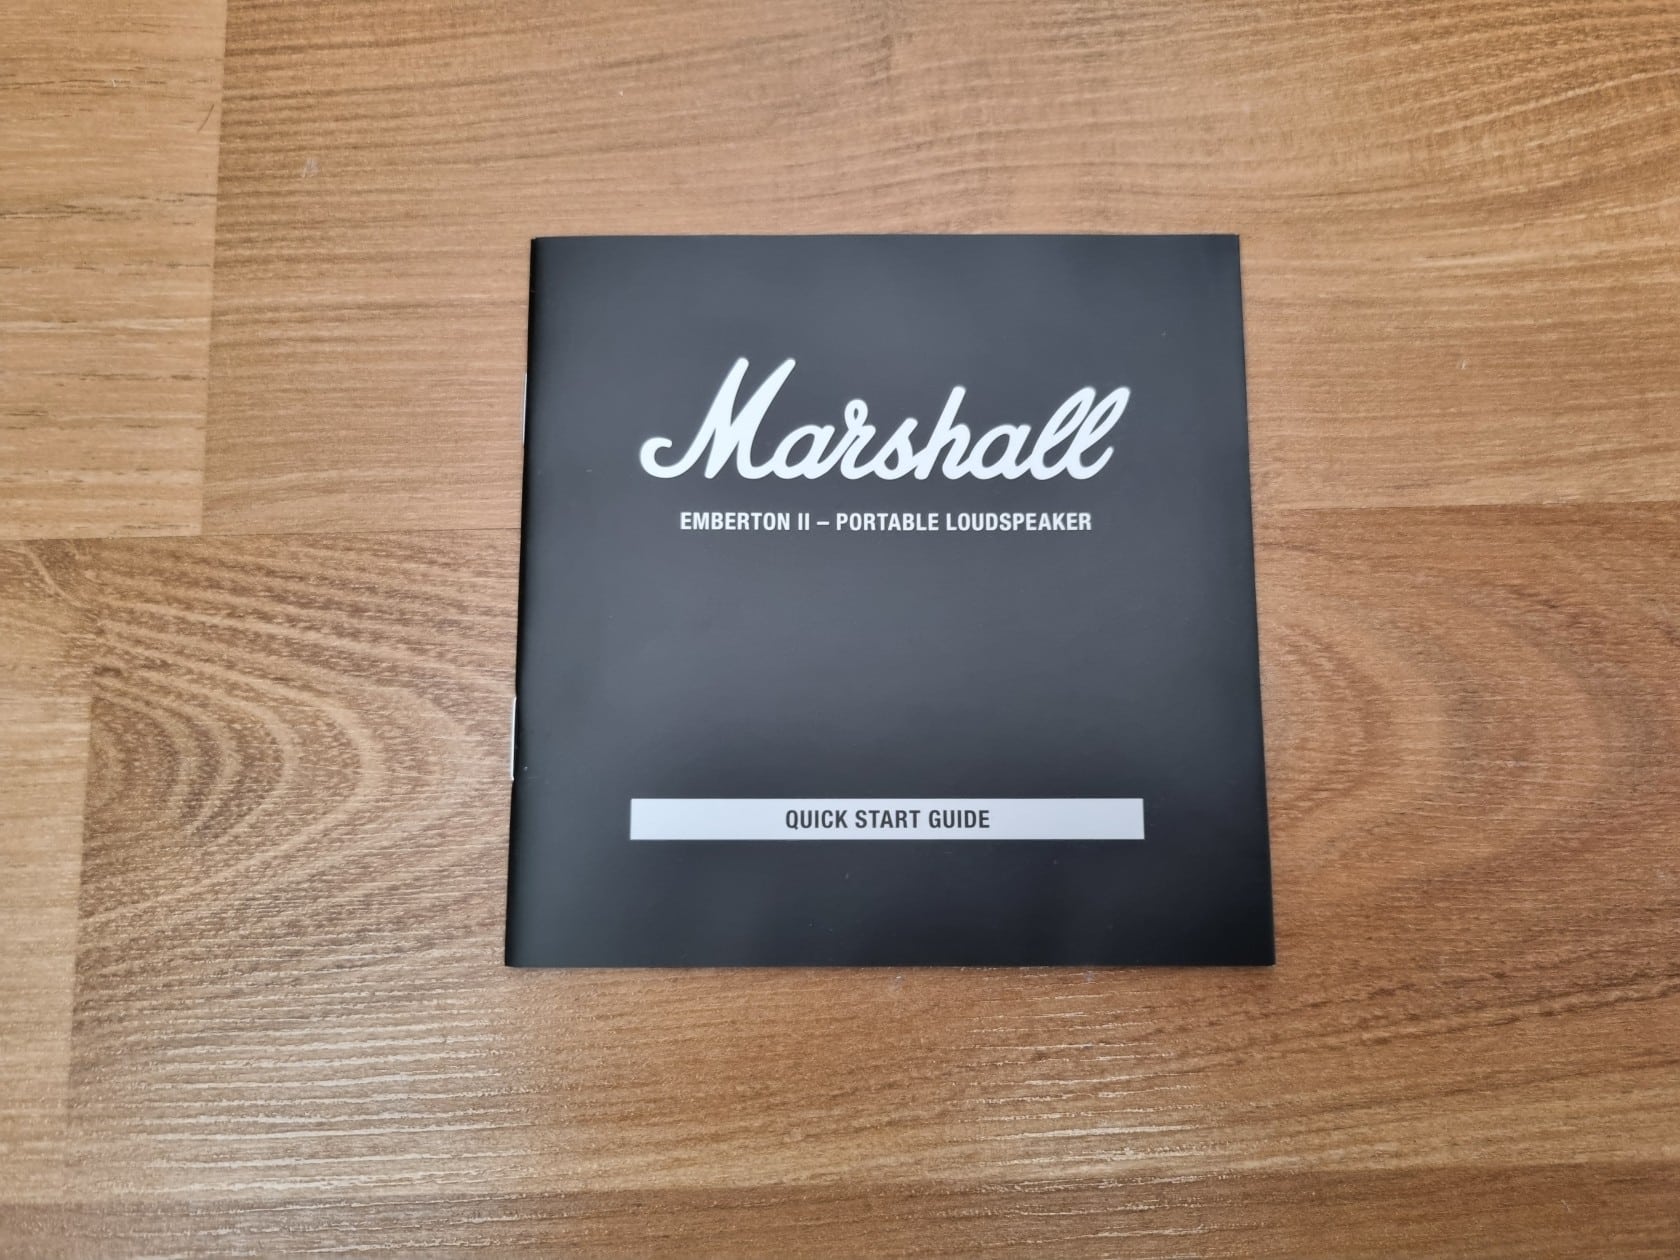 Marshall
EMBERTON II – PORTABLE LOUDSPEAKER
QUICK START GUIDE